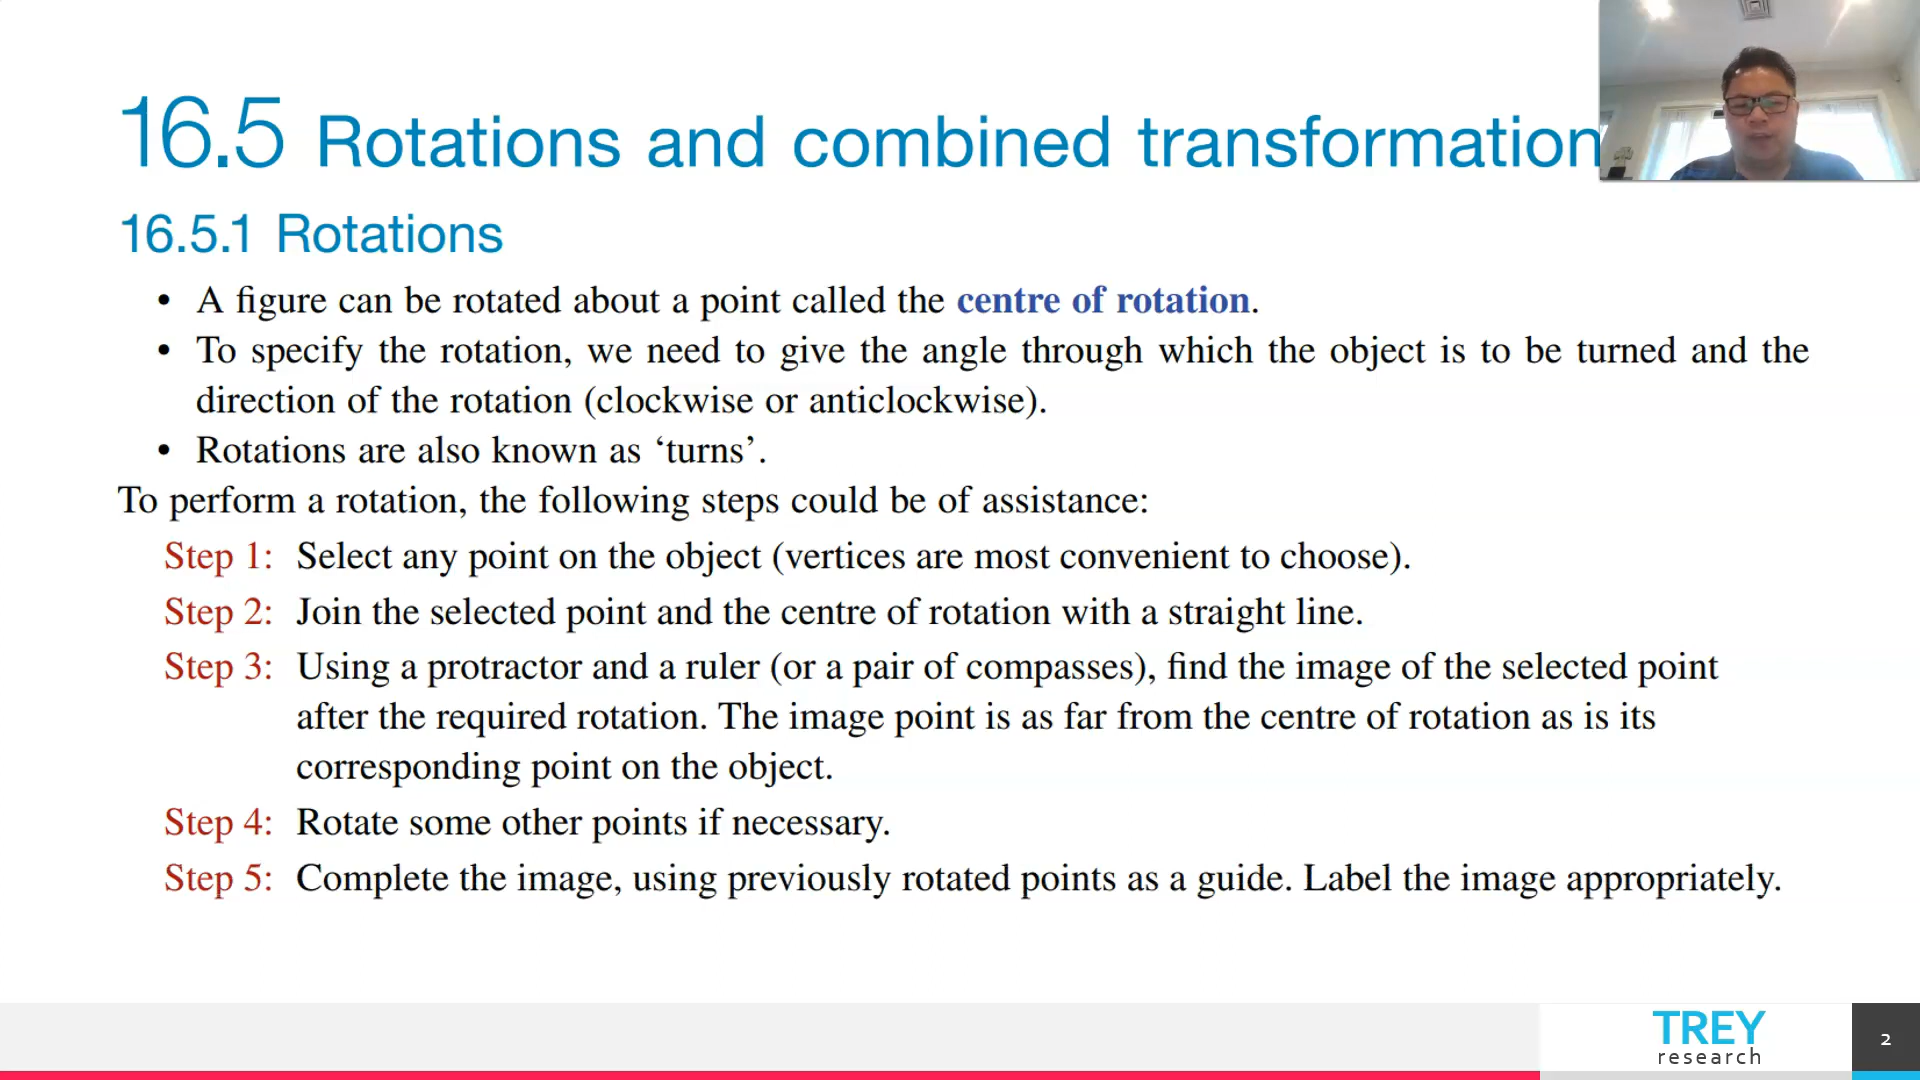 16.5 Rotations and combined transformation
16.5.1 Rotations
• A figure can be rotated about a point called the centre of rotation.
• To specify the rotation, we need to give the angle through which the object is to be turned and the
direction of the rotation (clockwise or anticlockwise).
• Rotations are also known as ‘turns’.
To perform a rotation, the following steps could be of assistance:
Step 1: Select any point on the object (vertices are most convenient to choose).
Step 2: Join the selected point and the centre of rotation with a straight line.
Step 3: Using a protractor and a ruler (or a pair of compasses), find the image of the selected point
after the required rotation. The image point is as far from the centre of rotation as is its
corresponding point on the object.
Step 4: Rotate some other points if necessary.
Step 5: Complete the image, using previously rotated points as a guide. Label the image appropriately.
TREY
research
2